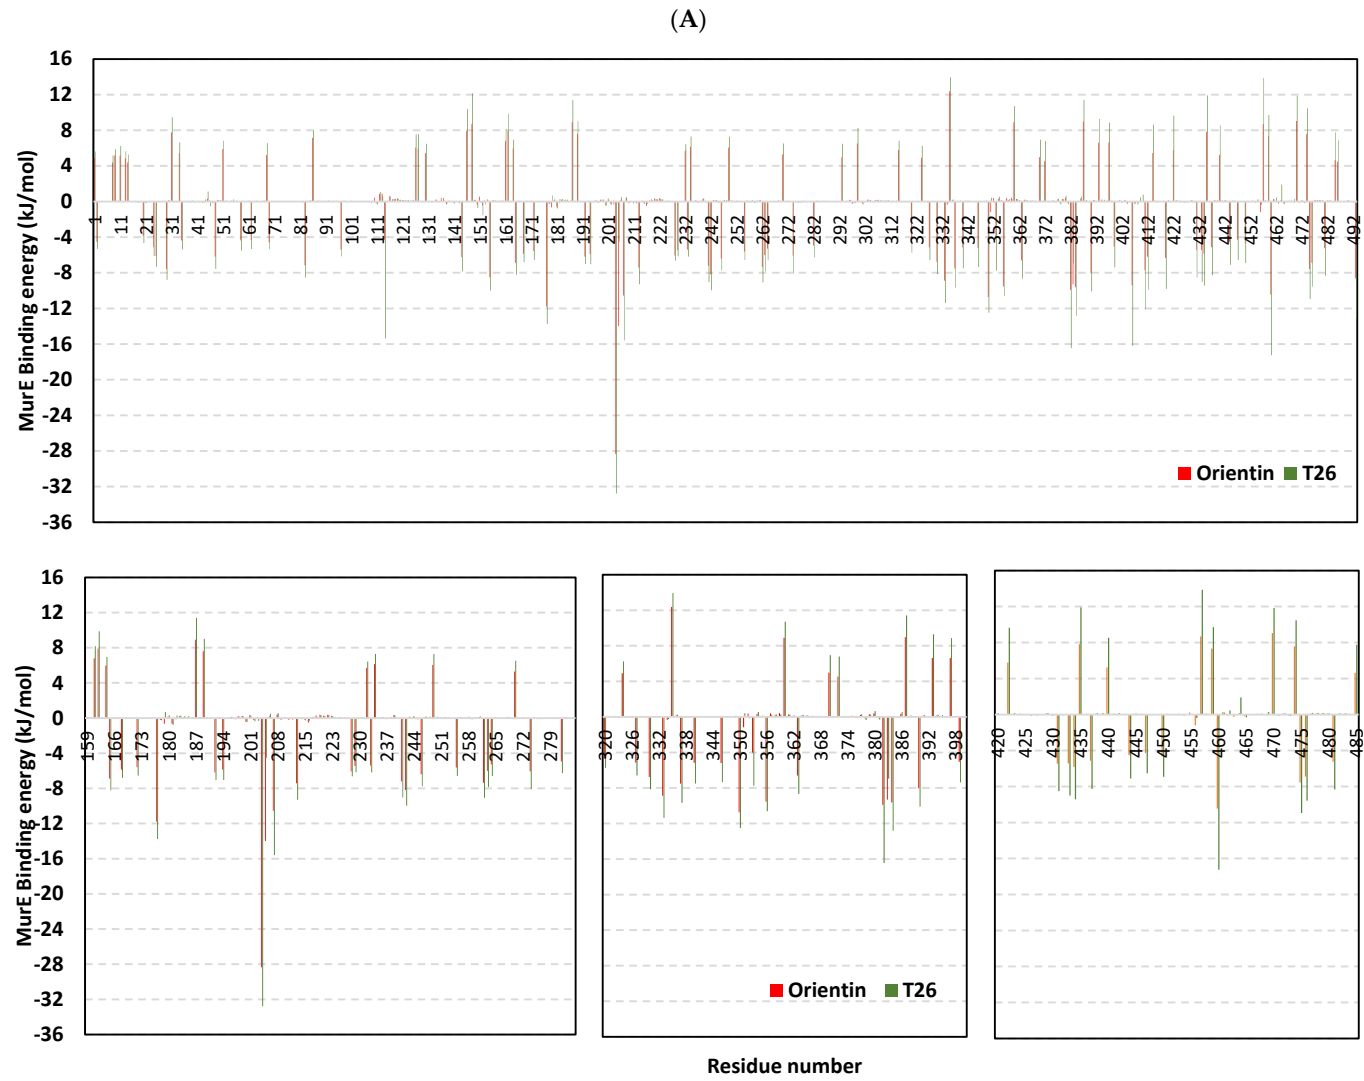 (A)
MurE Binding energy (kJ/mol)
16
12
8
4
0
-4
-8
-12
-16
-20
-24
-28
-32
-36
1 11 21 31 41 51 61 71 81 91 101 111 121 131 141 151 161 171 181 191 201 211 222 232 242 252 262 272 282 292 302 312 322 332 342 352 362 372 382 392 402 412 422 432 442 452 462 472 482 492
Orientin T26
MurE Binding energy (kJ/mol)
16
12
8
4
0
-4
-8
-12
-16
-20
-24
-28
-32
-36
159 166 173 180 187 194 201 208 215 223 230 237 244 251 258 265 272 279
320 326 332 338 344 350 356 362 368 374 380 386 392 398
Orientin T26
420 425 430 435 440 445 450 455 460 465 470 475 480 485
Residue number